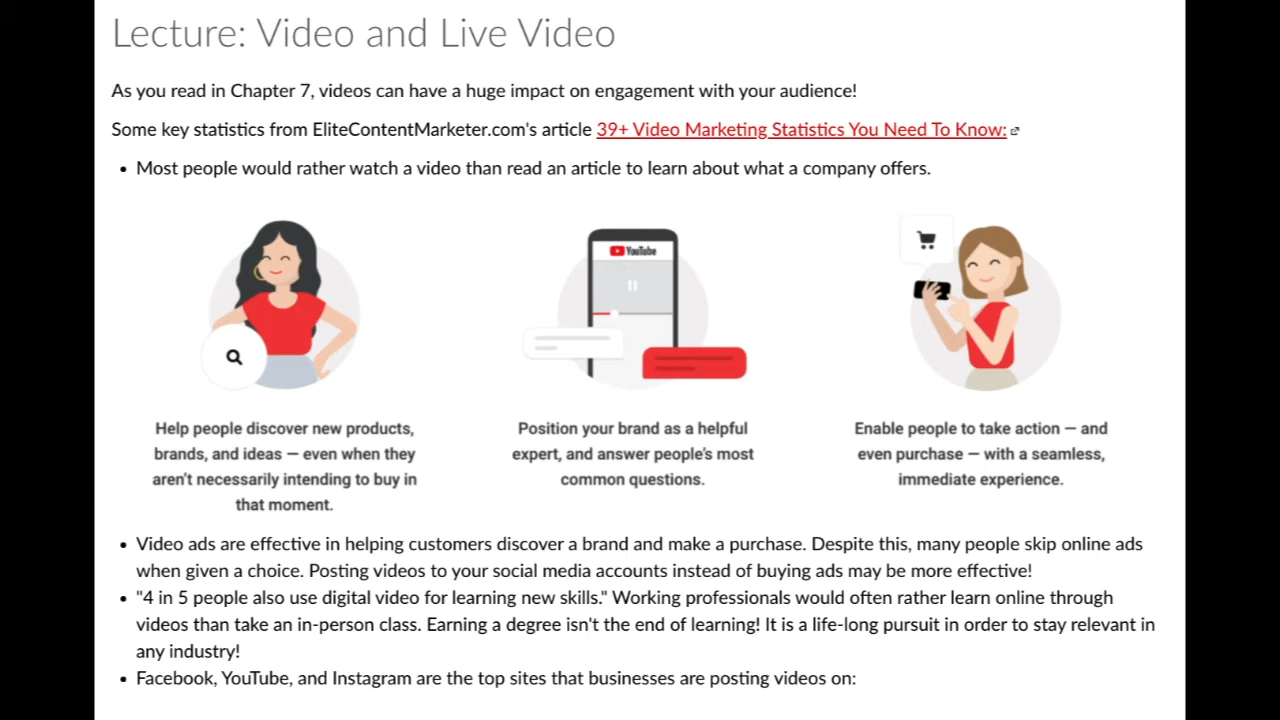 Lecture: Video and Live Video
As you read in Chapter 7, videos can have a huge impact on engagement with your audience!
Some key statistics from EliteContentMarketer.com's article 39+ Video Marketing Statistics You Need To Know:
• Most people would rather watch a video than read an article to learn about what a company offers.
YouTube
Help people discover new products,
brands, and ideas — even when they
aren't necessarily intending to buy in
that moment.
Position your brand as a helpful
expert, and answer people's most
common questions.
Enable people to take action — and
even purchase — with a seamless,
immediate experience.
• Video ads are effective in helping customers discover a brand and make a purchase. Despite this, many people skip online ads
when given a choice. Posting videos to your social media accounts instead of buying ads may be more effective!
• "4 in 5 people also use digital video for learning new skills." Working professionals would often rather learn online through
videos than take an in-person class. Earning a degree isn't the end of learning! It is a life-long pursuit in order to stay relevant in
any industry!
• Facebook, YouTube, and Instagram are the top sites that businesses are posting videos on: